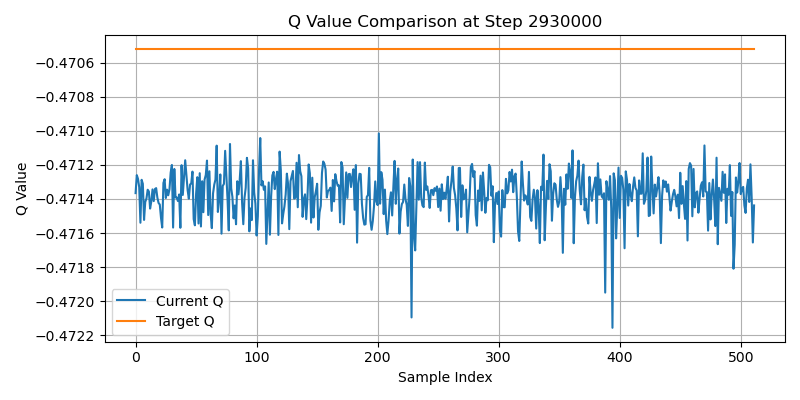 Q Value Comparison at Step 2930000
Q Value
−0.4706
−0.4708
−0.4710
−0.4712
−0.4714
−0.4716
−0.4718
−0.4720
−0.4722
Current Q
Target Q
0 100 200 300 400 500
Sample Index